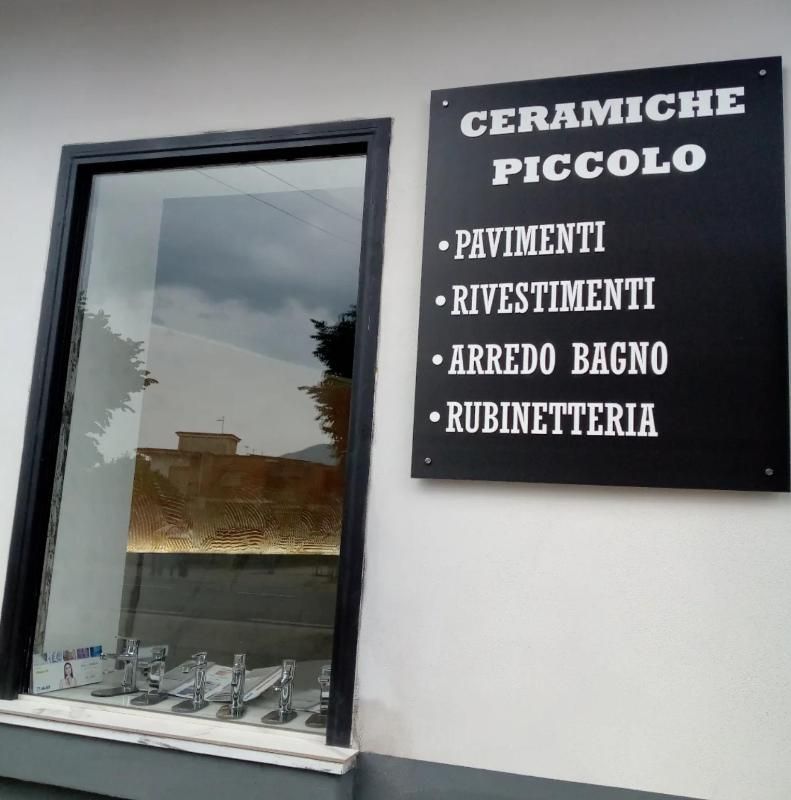 CERAMICHE
PICCOLO
• PAVIMENTI
• RIVESTIMENTI
• ARREDO BAGNO
• RUBINETTERIA